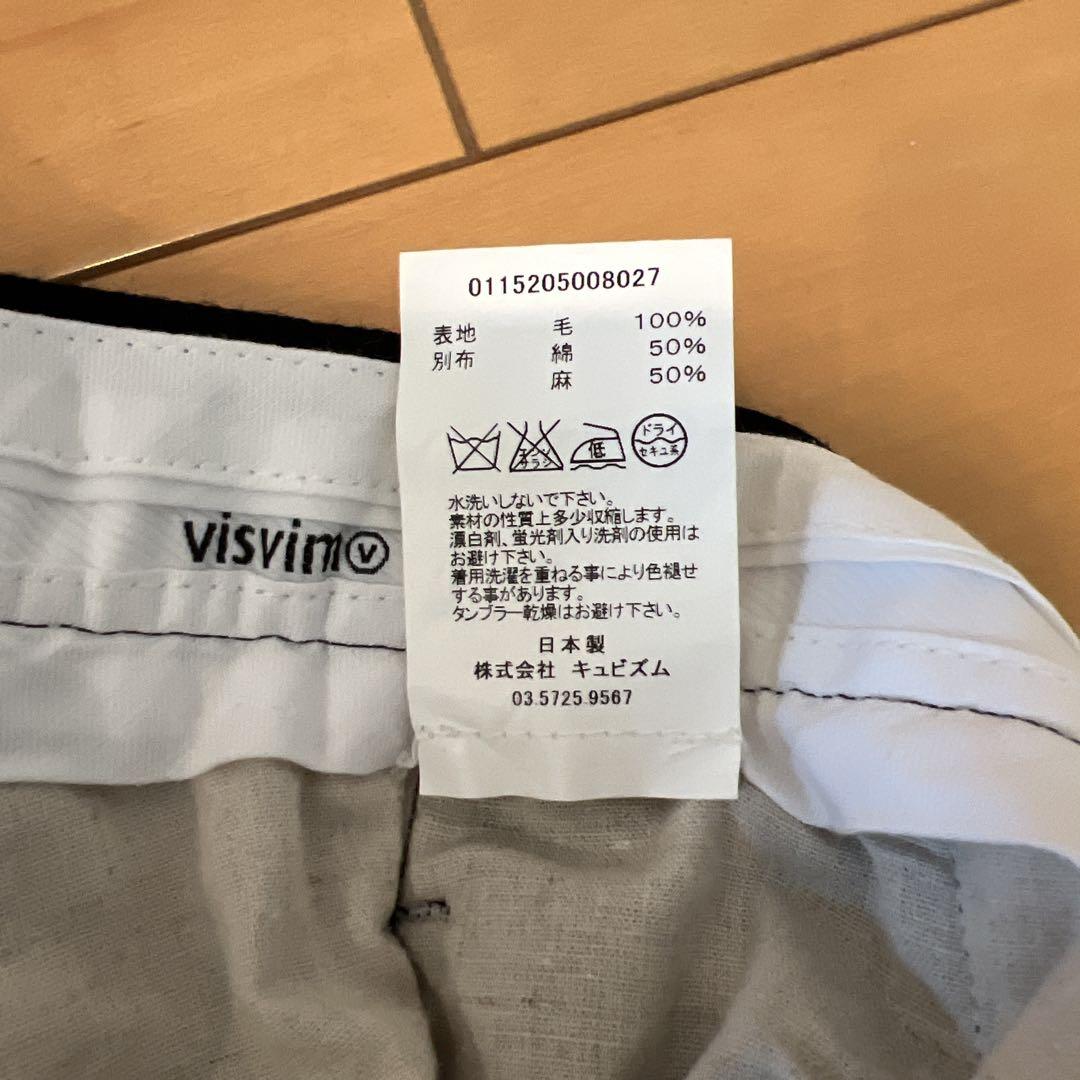 0115205008027
表地 毛 100%
別布 綿 50%
麻 50%
エンソ
サラシ
低
ドライ
セキユ系
水洗いしないで下さい。
素材の性質上多少収縮します。
漂白剤、蛍光剤入り洗剤の使用は
お避け下さい。
着用洗濯を重ねる事により色褪せ
する事があります。
タンブラー乾燥はお避け下さい。
日本製
株式会社 キュビズム
03.5725.9567
visvim v